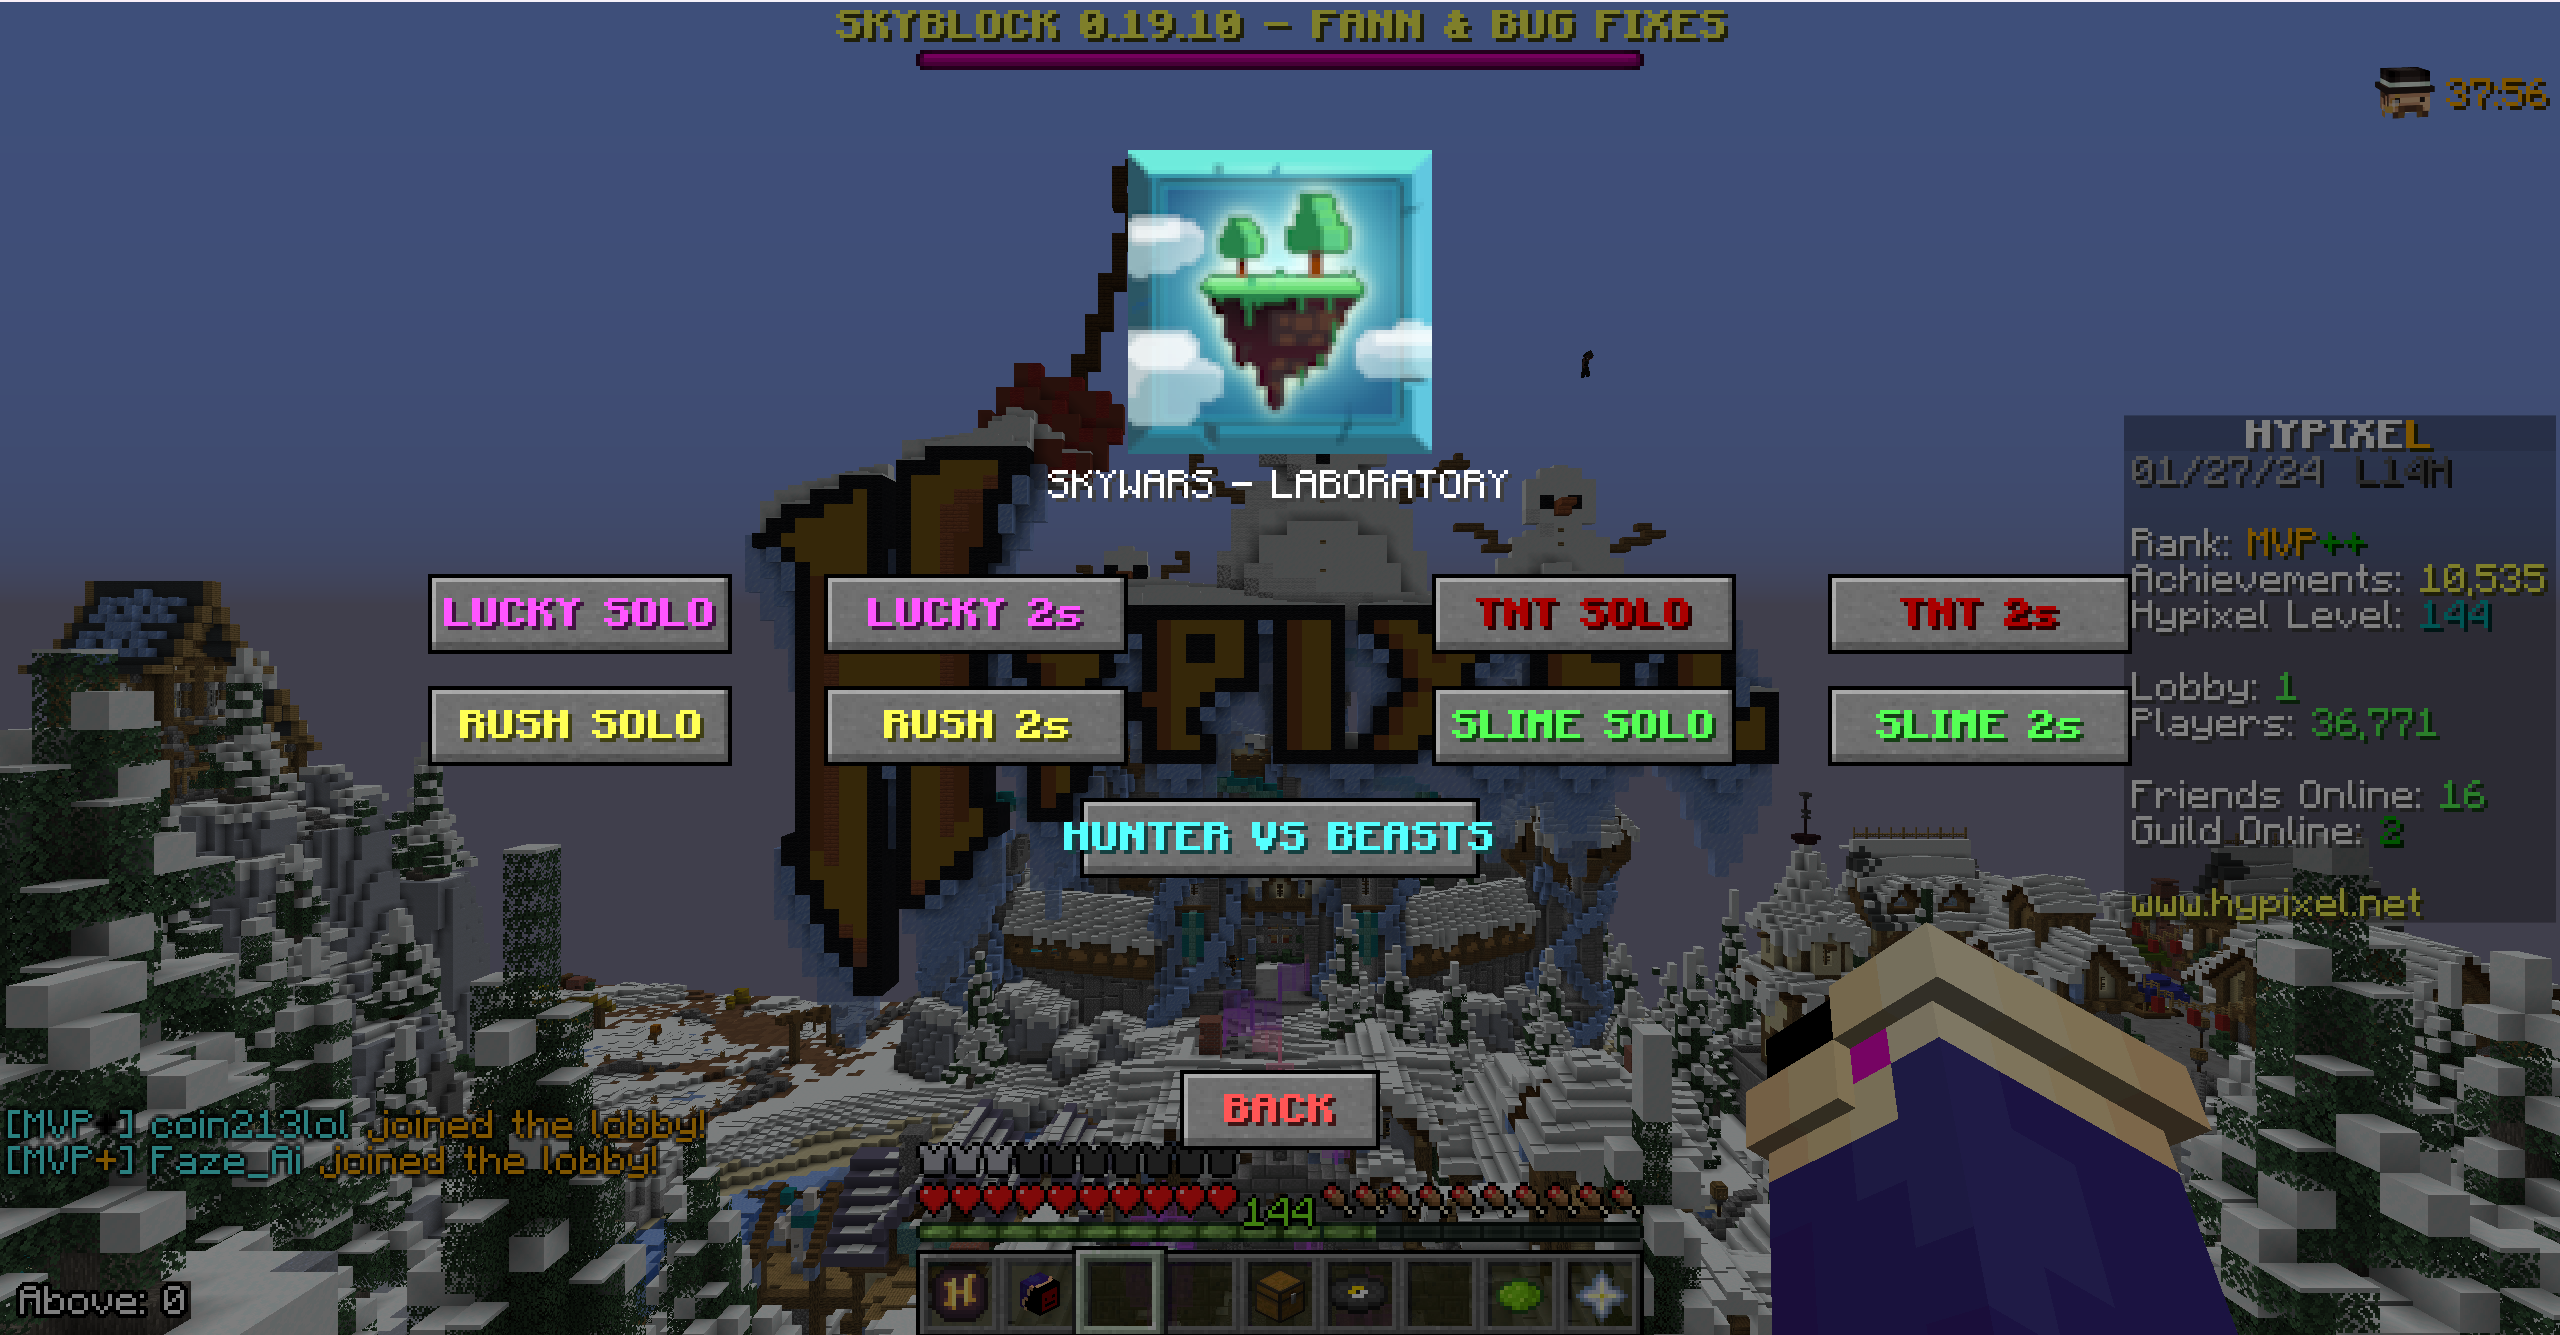 SKYBLOCK 0.19.10 – FANN & BUG FIXES
37:56
SKYWARS – LABORATORY
HYPIXEL
01/27/24 L14H
Rank: MVP++
Achievements: 10,535
Hypixel Level: 144
Lobby: 1
Players: 36,771
Friends Online: 16
Guild Online: 2
www.hypixel.net
HYPIXEL
LUCKY SOLO
LUCKY 2s
TNT SOLO
TNT 2s
RUSH SOLO
RUSH 2s
SLIME SOLO
SLIME 2s
HUNTER VS BEASTS
BACK
[MVP+] coin213lol joined the lobby!
[MVP+] Faze_Ai joined the lobby!
144
Above: 0
H